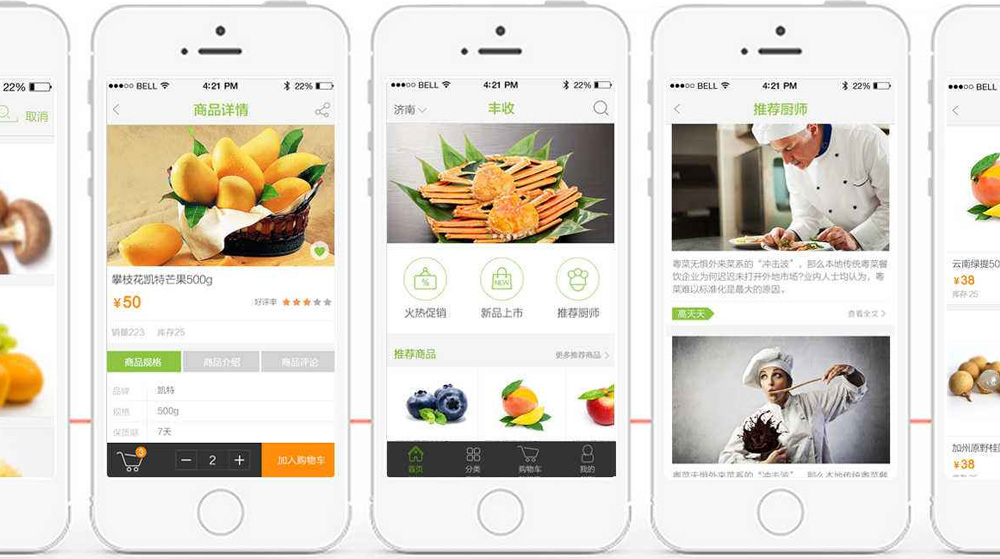 22%
取消
●●●○○ BELL 4:21 PM 22%
商品详情
攀枝花凯特芒果500g
¥50
好评率
销量223 库存25
商品规格 商品介绍 商品评论
品牌 凯特
规格 500g
保质期 7天
3
2
加入购物车
●●●○○ BELL 4:21 PM 22%
济南
丰收
%
NEW
火热促销 新品上市 推荐厨师
推荐商品 更多推荐商品
首页 分类 购物车 我的
●●●○○ BELL 4:21 PM 22%
推荐厨师
粤菜无惧外来菜系的“冲击波”，那么本地传统粤菜餐
饮企业为何迟迟未打开外地市场?业内人士均认为，粤
菜难以标准化是最大的原因。
高天天 查看全文
粤菜无惧外来菜系的“冲击波”，那么本地传统粤菜餐
●●●○○ BELL
云南绿提50
¥38
库存 25
加州原野桂
¥38